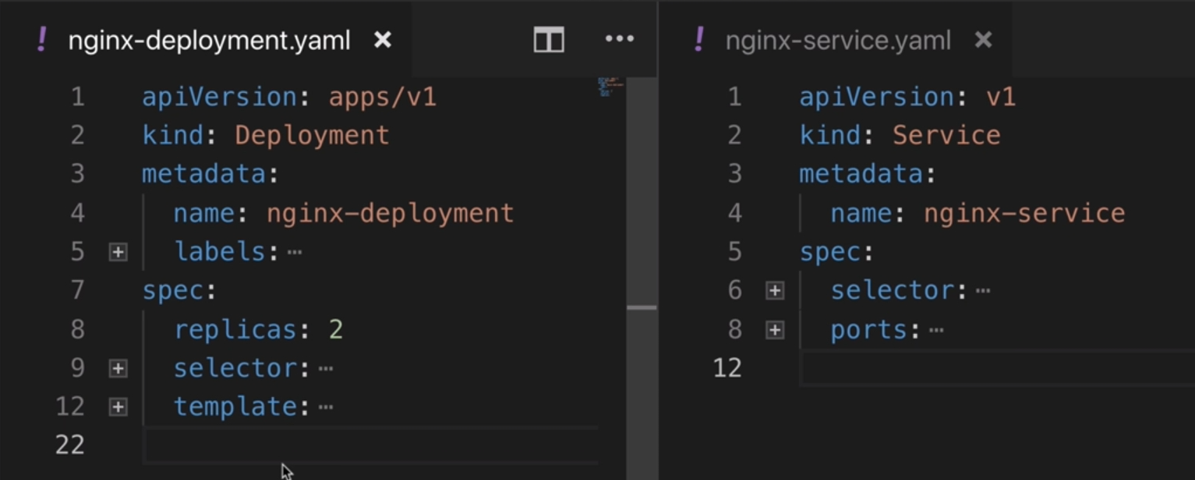 ! nginx-deployment.yaml ×
1 apiVersion: apps/v1
2 kind: Deployment
3 metadata:
4 name: nginx-deployment
5 labels: ⋯
7 spec:
8 replicas: 2
9 selector: ⋯
12 template: ⋯
22
! nginx-service.yaml ×
1 apiVersion: v1
2 kind: Service
3 metadata:
4 name: nginx-service
5 spec:
6 selector: ⋯
8 ports: ⋯
12